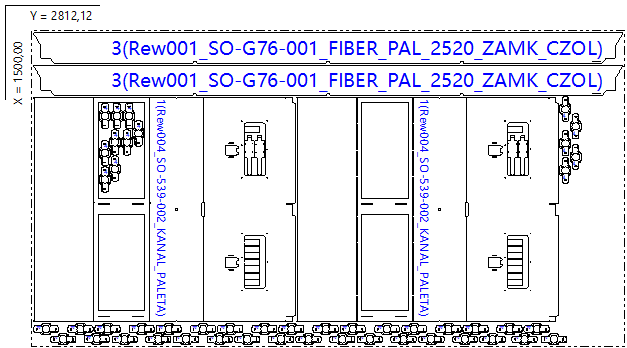 Y = 2812,12
X = 1500,00
3(Rew001_SO-G76-001_FIBER_PAL_2520_ZAMK_CZOL)
3(Rew001_SO-G76-001_FIBER_PAL_2520_ZAMK_CZOL)
1(Rew004_SO-539-002_KANAL_PALETA)
1(Rew004_SO-539-002_KANAL_PALETA)